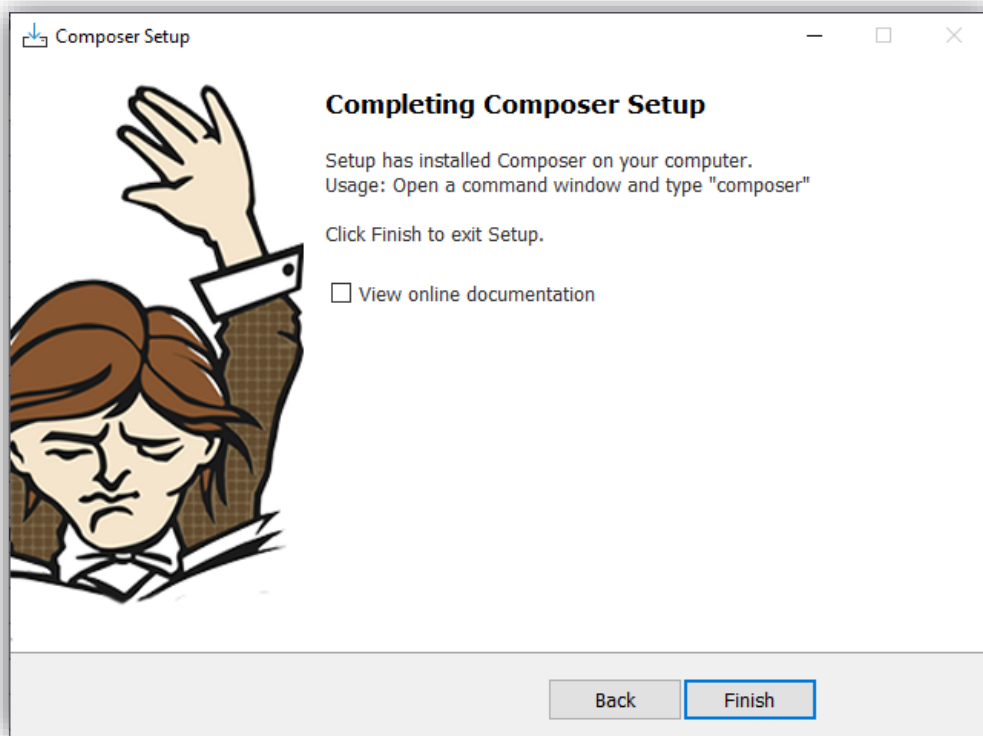 Composer Setup
Completing Composer Setup
Setup has installed Composer on your computer.
Usage: Open a command window and type "composer"
Click Finish to exit Setup.
View online documentation
Back
Finish